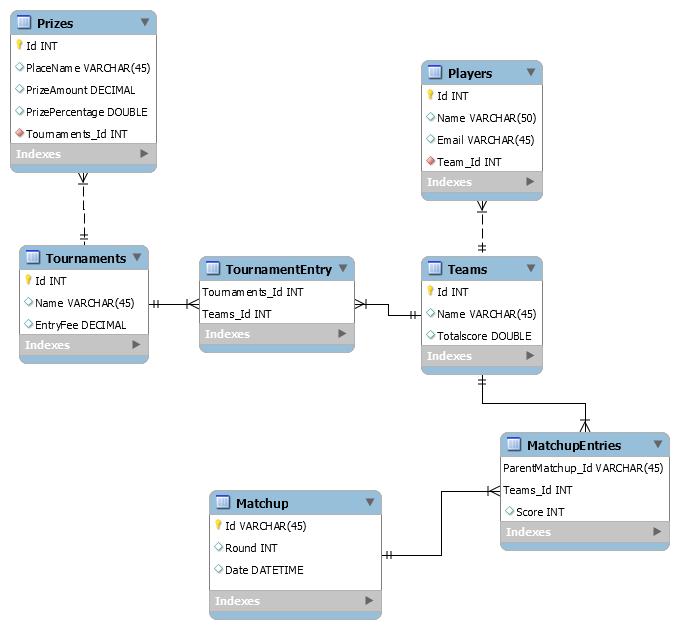 Prizes
Id INT
PlaceName VARCHAR(45)
PrizeAmount DECIMAL
PrizePercentage DOUBLE
Tournaments_Id INT
Indexes
Players
Id INT
Name VARCHAR(50)
Email VARCHAR(45)
Team_Id INT
Indexes
Tournaments
Id INT
Name VARCHAR(45)
EntryFee DECIMAL
Indexes
TournamentEntry
Tournaments_Id INT
Teams_Id INT
Indexes
Teams
Id INT
Name VARCHAR(45)
Totalscore DOUBLE
Indexes
MatchupEntries
ParentMatchup_Id VARCHAR(45)
Teams_Id INT
Score INT
Indexes
Matchup
Id VARCHAR(45)
Round INT
Date DATETIME
Indexes